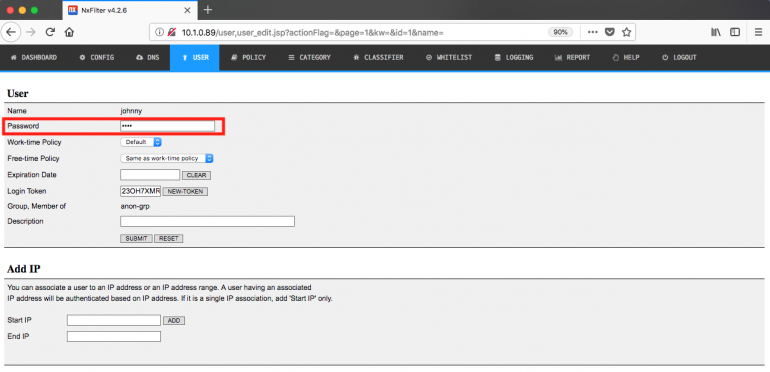 NxFilter v4.2.6
10.1.0.89/user,user_edit.jsp?actionFlag=&page=1&kw=&id=1&name=
90%
DASHBOARD CONFIG DNS USER POLICY CATEGORY CLASSIFIER WHITELIST LOGGING REPORT HELP LOGOUT
User
Name johnny
Password ••••
Work-time Policy Default
Free-time Policy Same as work-time policy
Expiration Date CLEAR
Login Token 23OH7XMR NEW-TOKEN
Group, Member of anon-grp
Description
SUBMIT RESET
Add IP
You can associate a user to an IP address or an IP address range. A user having an associated
IP address will be authenticated based on IP address. If it is a single IP association, add 'Start IP' only.
Start IP ADD
End IP